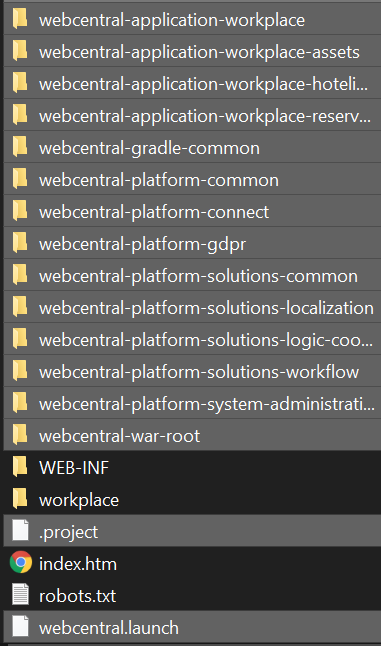 webcentral-application-workplace
webcentral-application-workplace-assets
webcentral-application-workplace-hoteli...
webcentral-application-workplace-reserv...
webcentral-gradle-common
webcentral-platform-common
webcentral-platform-connect
webcentral-platform-gdpr
webcentral-platform-solutions-common
webcentral-platform-solutions-localization
webcentral-platform-solutions-logic-coo...
webcentral-platform-solutions-workflow
webcentral-platform-system-administrati...
webcentral-war-root
WEB-INF
workplace
.project
index.htm
robots.txt
webcentral.launch